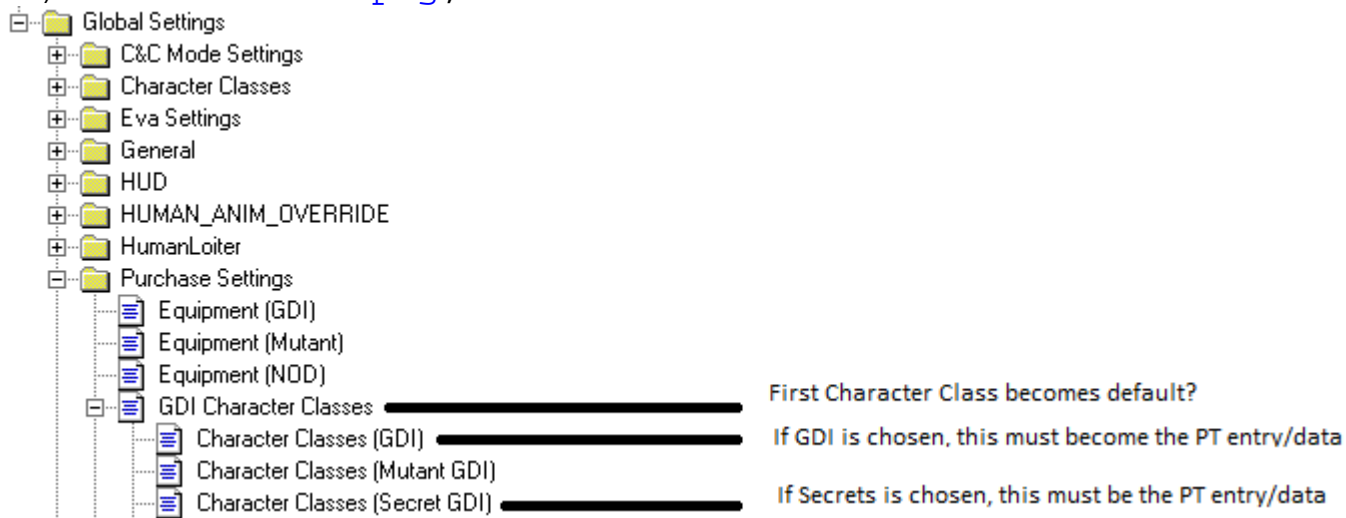 Global Settings
C&C Mode Settings
Character Classes
Eva Settings
General
HUD
HUMAN_ANIM_OVERRIDE
HumanLoiter
Purchase Settings
Equipment (GDI)
Equipment (Mutant)
Equipment (NOD)
GDI Character Classes First Character Class becomes default?
Character Classes (GDI) If GDI is chosen, this must become the PT entry/data
Character Classes (Mutant GDI)
Character Classes (Secret GDI) If Secrets is chosen, this must be the PT entry/data